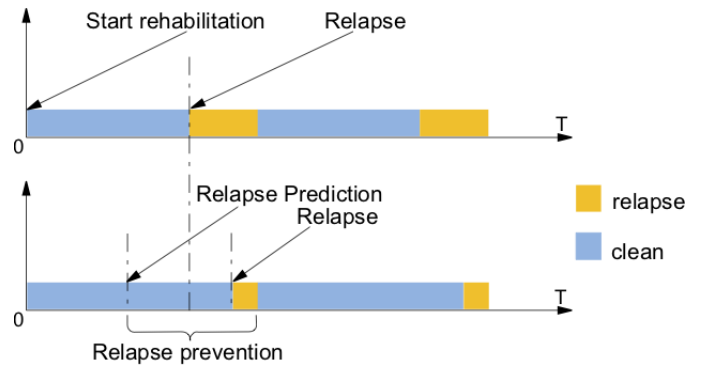 Start rehabilitation
Relapse
T
0
Relapse Prediction
Relapse
T
0
Relapse prevention
relapse
clean